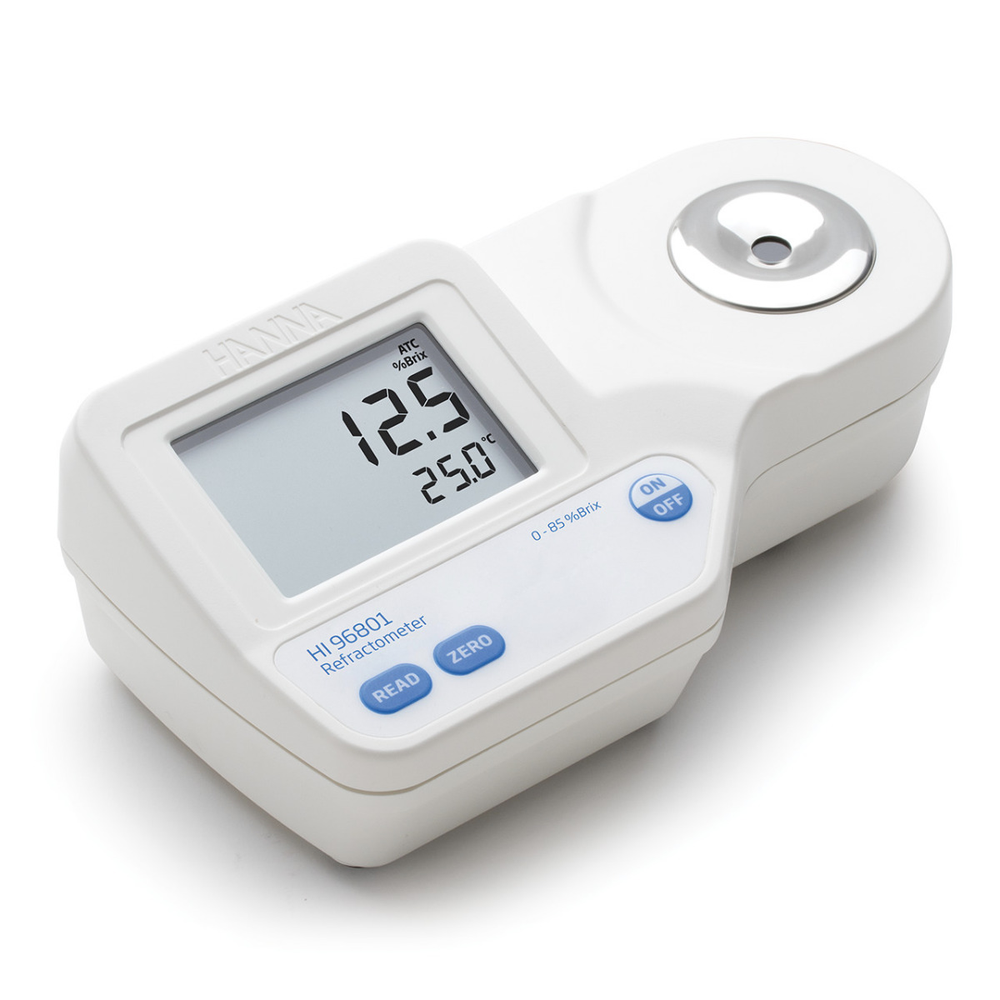 HANNA
ATC
%Brix
12.5
25.0 °C
0 - 85 %Brix
ON
OFF
HI 96801
Refractometer
READ
ZERO